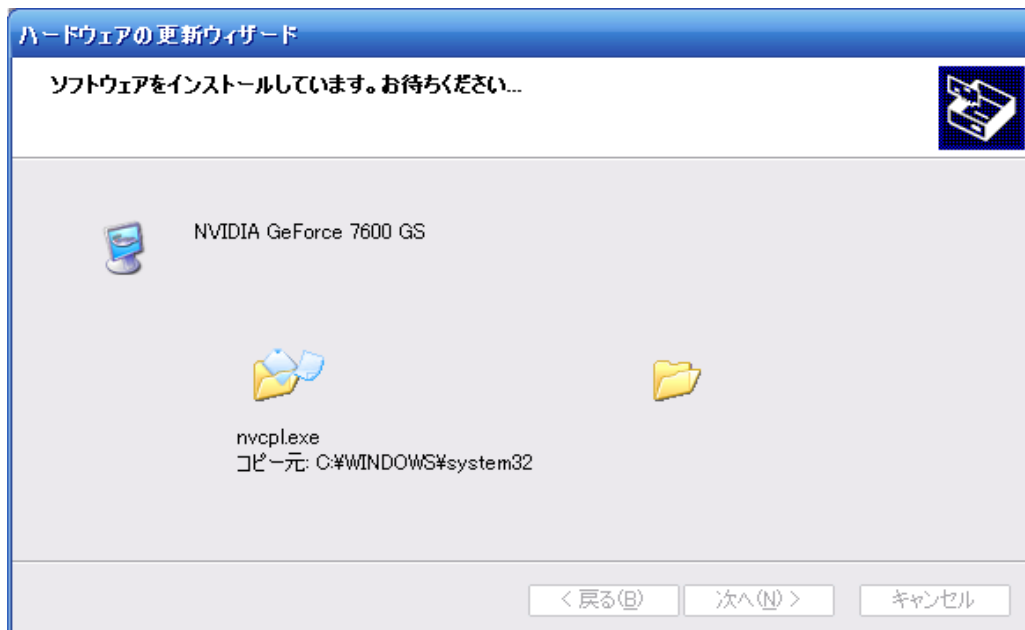 ハードウェアの更新ウィザード
ソフトウェアをインストールしています。お待ちください...
NVIDIA GeForce 7600 GS
nvcpl.exe
コピー元: C:¥WINDOWS¥system32
< 戻る(B)
次へ(N) >
キャンセル